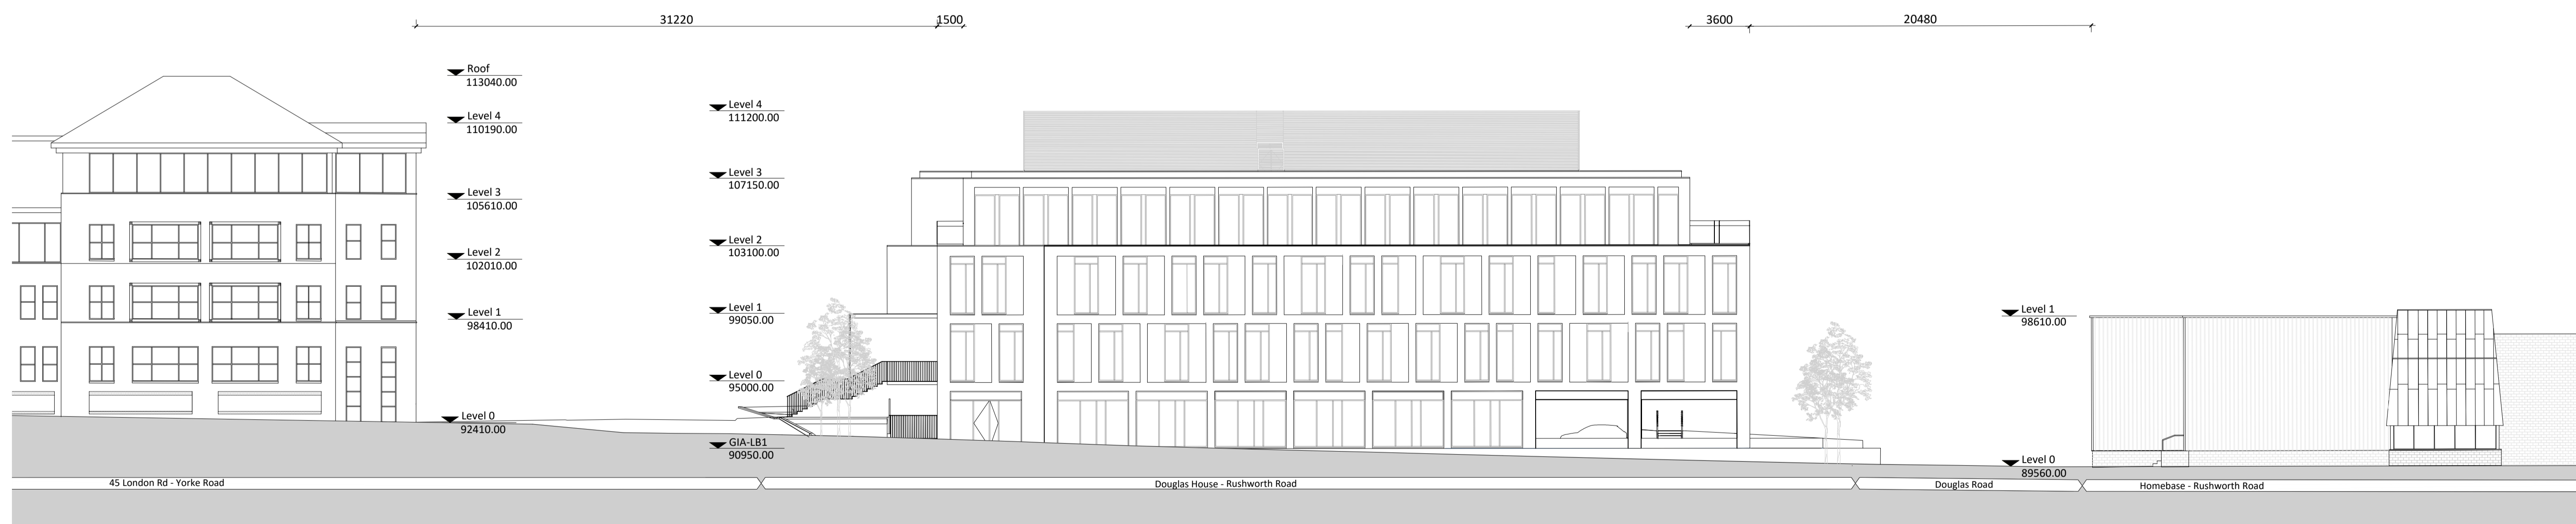 31220
1500
3600
20480
Roof
113040.00
Level 4
110190.00
Level 3
105610.00
Level 2
102010.00
Level 1
98410.00
Level 0
92410.00
Level 4
111200.00
Level 3
107150.00
Level 2
103100.00
Level 1
99050.00
Level 0
95000.00
GIA-LB1
90950.00
Level 1
98610.00
Level 0
89560.00
45 London Rd - Yorke Road
Douglas House - Rushworth Road
Douglas Road
Homebase - Rushworth Road